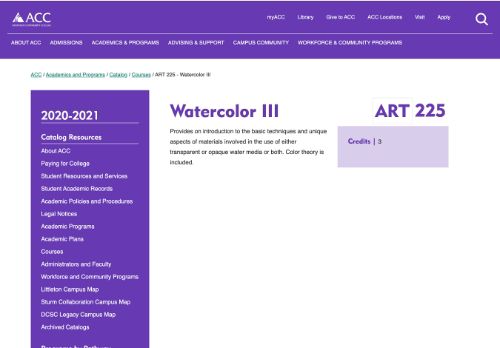 ACC
myACC Library Give to ACC ACC Locations Visit Apply
ABOUT ACC ADMISSIONS ACADEMICS & PROGRAMS ADVISING & SUPPORT CAMPUS COMMUNITY WORKFORCE & COMMUNITY PROGRAMS
ACC / Academics and Programs / Catalog / Courses / ART 225 - Watercolor III
2020-2021
Catalog Resources
About ACC
Paying for College
Student Resources and Services
Student Academic Records
Academic Policies and Procedures
Legal Notices
Academic Programs
Academic Plans
Courses
Administrators and Faculty
Workforce and Community Programs
Littleton Campus Map
Sturm Collaboration Campus Map
DCSC Legacy Campus Map
Archived Catalogs
Watercolor III
Provides on introduction to the basic techniques and unique
aspects of materials involved in the use of either
transparent or opaque water media or both. Color theory is
included.
ART 225
Credits | 3